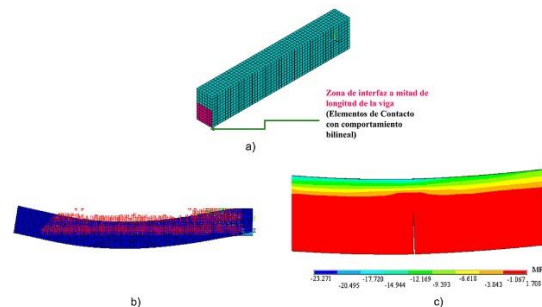 Zona de interfaz a mitad de
longitud de la viga
(Elementos de Contacto
con comportamiento
bilineal)
a)
MP
-23.271 -17.720 -12.169 -6.618 -1.067
-20.495 -14.944 -9.393 -3.843 1.708
b)
c)